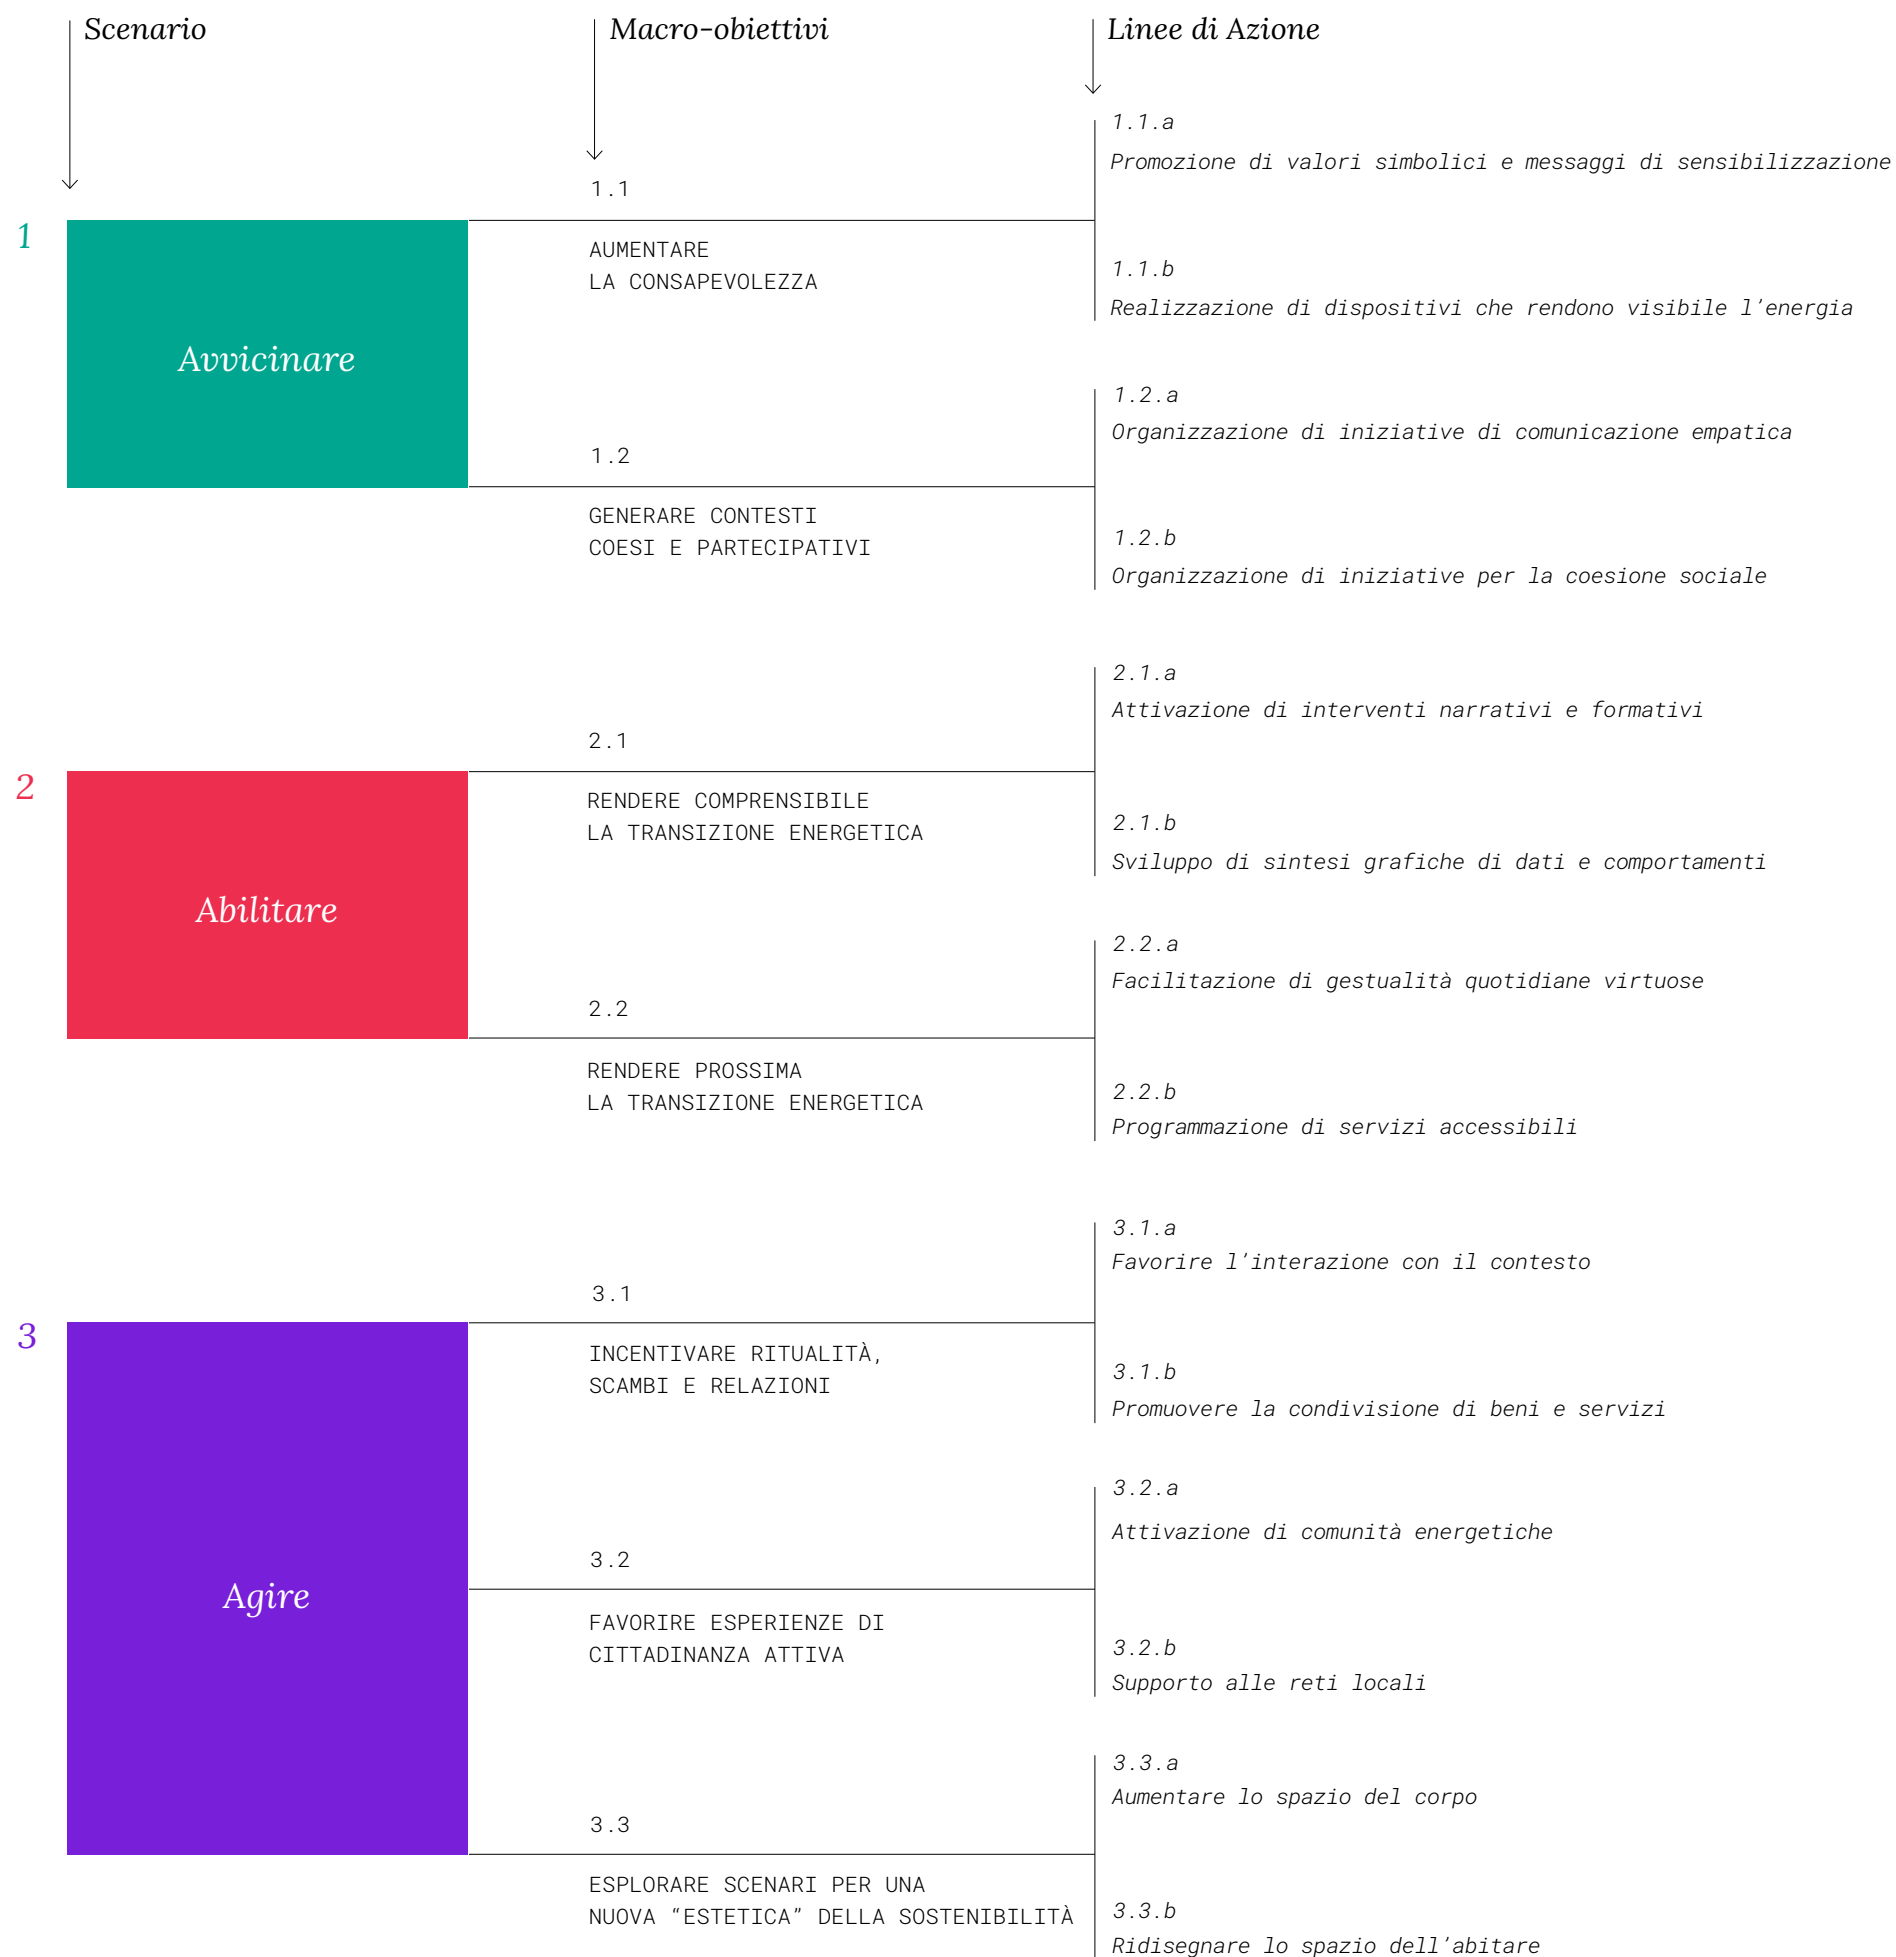 Scenario
Macro-obiettivi
Linee di Azione
1
Avvicinare
1.1
AUMENTARE
LA CONSAPEVOLEZZA
1.1.a
Promozione di valori simbolici e messaggi di sensibilizzazione
1.1.b
Realizzazione di dispositivi che rendono visibile l'energia
1.2
GENERARE CONTESTI
COESI E PARTECIPATIVI
1.2.a
Organizzazione di iniziative di comunicazione empatica
1.2.b
Organizzazione di iniziative per la coesione sociale
2
Abilitare
2.1
RENDERE COMPRENSIBILE
LA TRANSIZIONE ENERGETICA
2.1.a
Attivazione di interventi narrativi e formativi
2.1.b
Sviluppo di sintesi grafiche di dati e comportamenti
2.2
RENDERE PROSSIMA
LA TRANSIZIONE ENERGETICA
2.2.a
Facilitazione di gestualità quotidiane virtuose
2.2.b
Programmazione di servizi accessibili
3
Agire
3.1
INCENTIVARE RITUALITÀ,
SCAMBI E RELAZIONI
3.1.a
Favorire l'interazione con il contesto
3.1.b
Promuovere la condivisione di beni e servizi
3.2
FAVORIRE ESPERIENZE DI
CITTADINANZA ATTIVA
3.2.a
Attivazione di comunità energetiche
3.2.b
Supporto alle reti locali
3.3
ESPLORARE SCENARI PER UNA
NUOVA “ESTETICA” DELLA SOSTENIBILITÀ
3.3.a
Aumentare lo spazio del corpo
3.3.b
Ridisegnare lo spazio dell'abitare